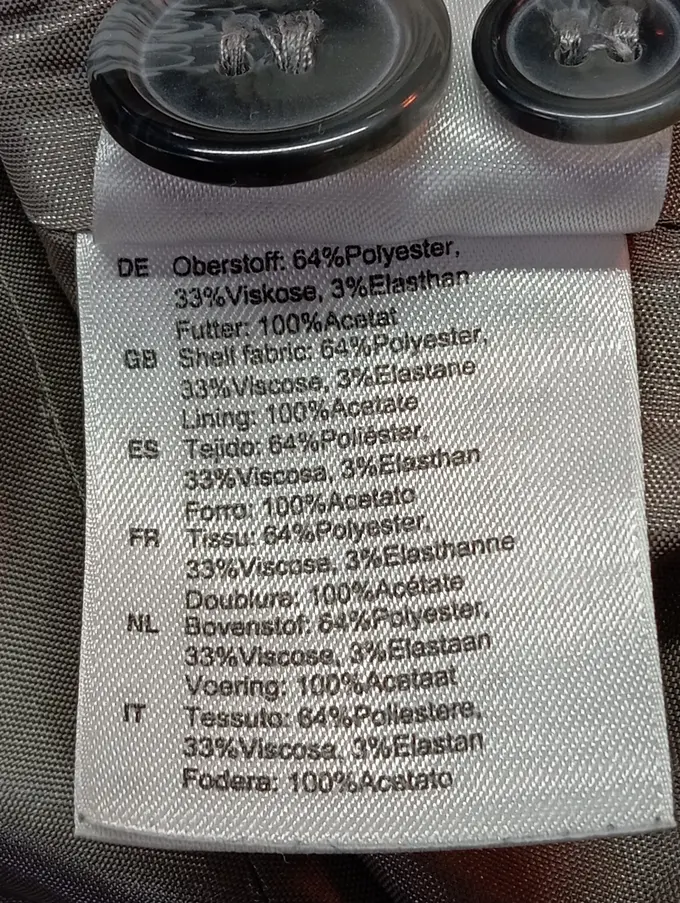 DE Oberstoff: 64%Polyester,
33%Viskose, 3%Elasthan
Futter: 100%Acetat
GB Shell fabric: 64%Polyester,
33%Viscose, 3%Elastane
Lining: 100%Acetate
ES Tejido: 64%Poliéster,
33%Viscosa, 3%Elasthan
Forro: 100%Acetato
FR Tissu: 64%Polyester,
33%Viscose, 3%Elasthanne
Doublure: 100%Acétate
NL Bovenstof: 64%Polyester,
33%Viscose, 3%Elastaan
Voering: 100%Acetaat
IT Tessuto: 64%Poliestere,
33%Viscosa, 3%Elastan
Fodera: 100%Acetato